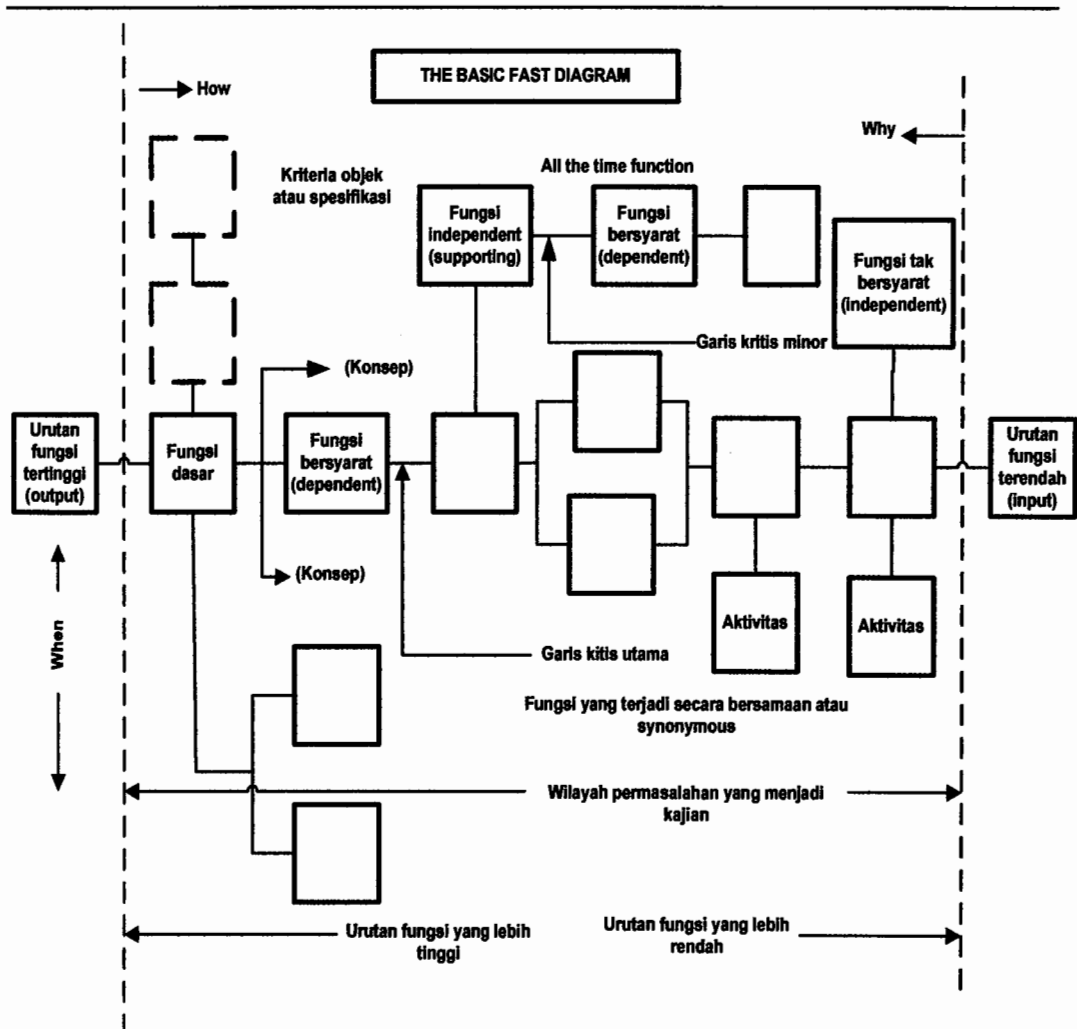 THE BASIC FAST DIAGRAM
How
Why
Kriteria objek
atau spesifikasi
All the time function
Fungsi
independent
(supporting)
Fungsi
bersyarat
(dependent)
Fungsi tak
bersyarat
(independent)
Garis kritis minor
(Konsep)
Urutan
fungsi
tertinggi
(output)
Fungsi
dasar
Fungsi
bersyarat
(dependent)
Urutan
fungsi
terendah
(input)
(Konsep)
When
Aktivitas
Aktivitas
Garis kitis utama
Fungsi yang terjadi secara bersamaan atau
synonymous
Wilayah permasalahan yang menjadi
kajian
Urutan fungsi yang lebih
tinggi
Urutan fungsi yang lebih
rendah